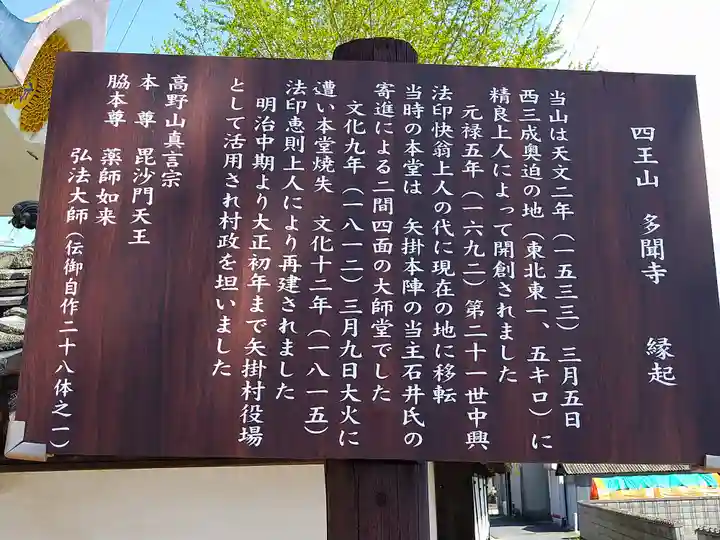 四王山 多聞寺 縁起
当山は天文二年（一五三三）三月五日
西三成奥迫の地（東北東一、五キロ）に
精良上人によって開創されました
元禄五年（一六九二）第二十一世中興
法印快翁上人の代に現在の地に移転
当時の本堂は 矢掛本陣の当主石井氏の
寄進による二間四面の大師堂でした
文化九年（一八一二）三月九日大火に
遭い本堂焼失 文化十二年（一八一五）
法印恵則上人により再建されました
明治中期より大正初年まで矢掛村役場
として活用され村政を担いました
高野山真言宗
本尊 毘沙門天王
脇本尊 薬師如来
弘法大師（伝御自作二十八体之一）